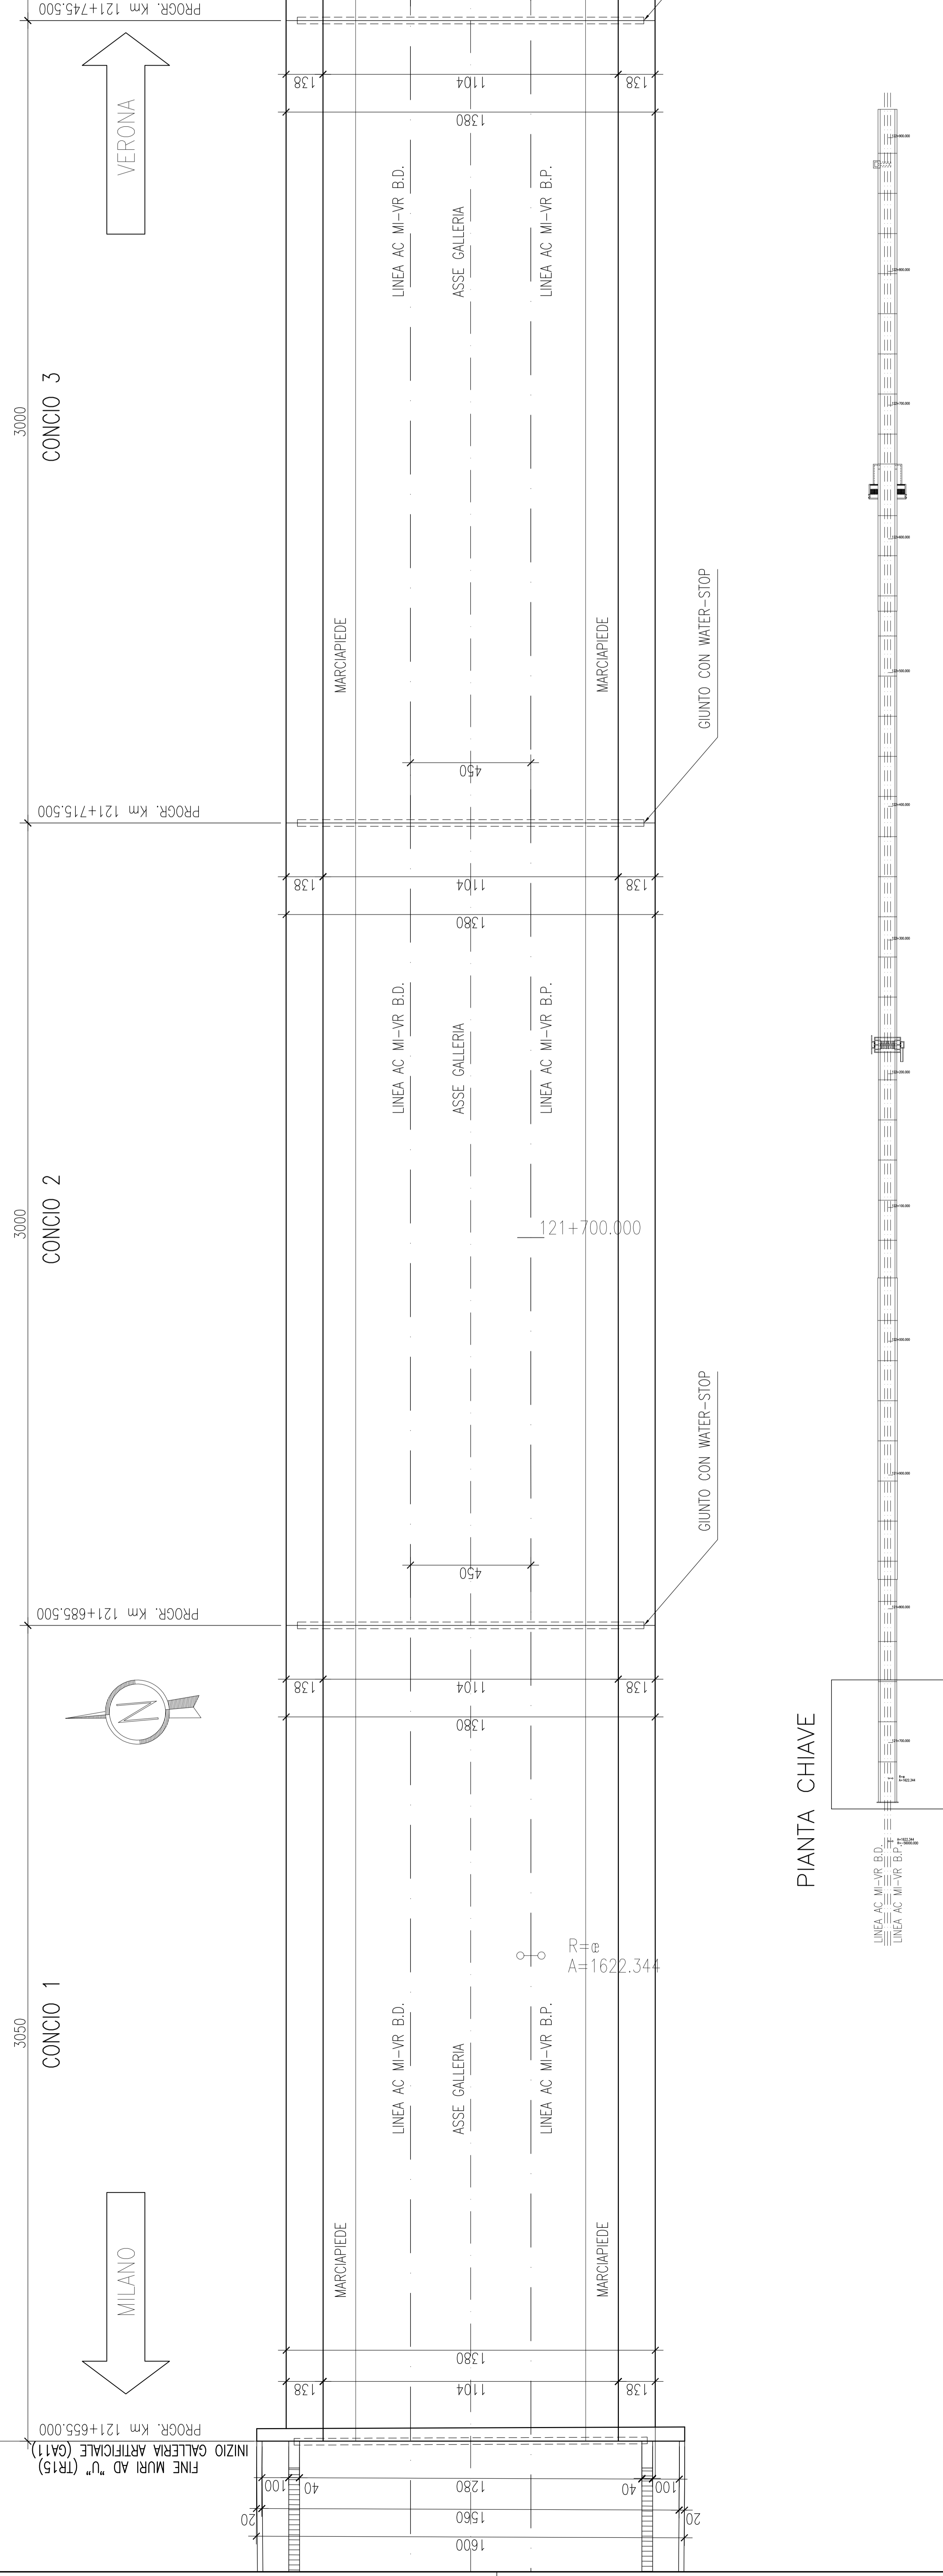 PROGR. Km 121+745.500
VERONA
138
1104
138
1380
LINEA AC MI-VR B.D.
ASSE GALLERIA
LINEA AC MI-VR B.P.
3000
CONCIO 3
MARCIAPIEDE
MARCIAPIEDE
GIUNTO CON WATER-STOP
450
PROGR. Km 121+715.500
138
1104
138
1380
LINEA AC MI-VR B.D.
ASSE GALLERIA
LINEA AC MI-VR B.P.
3000
CONCIO 2
121+700.000
GIUNTO CON WATER-STOP
450
PROGR. Km 121+685.500
N
138
1104
138
1380
R=œ
A=1622.344
3050
CONCIO 1
LINEA AC MI-VR B.D.
ASSE GALLERIA
LINEA AC MI-VR B.P.
MARCIAPIEDE
MARCIAPIEDE
MILANO
1380
138
1104
138
PROGR. Km 121+655.000
INIZIO GALLERIA ARTIFICIALE (GA11)
FINE MURI AD "U" (TR15)
100
40
1280
40
100
20
1560
20
1600
PIANTA CHIAVE
LINEA AC MI-VR B.D.
LINEA AC MI-VR B.P.